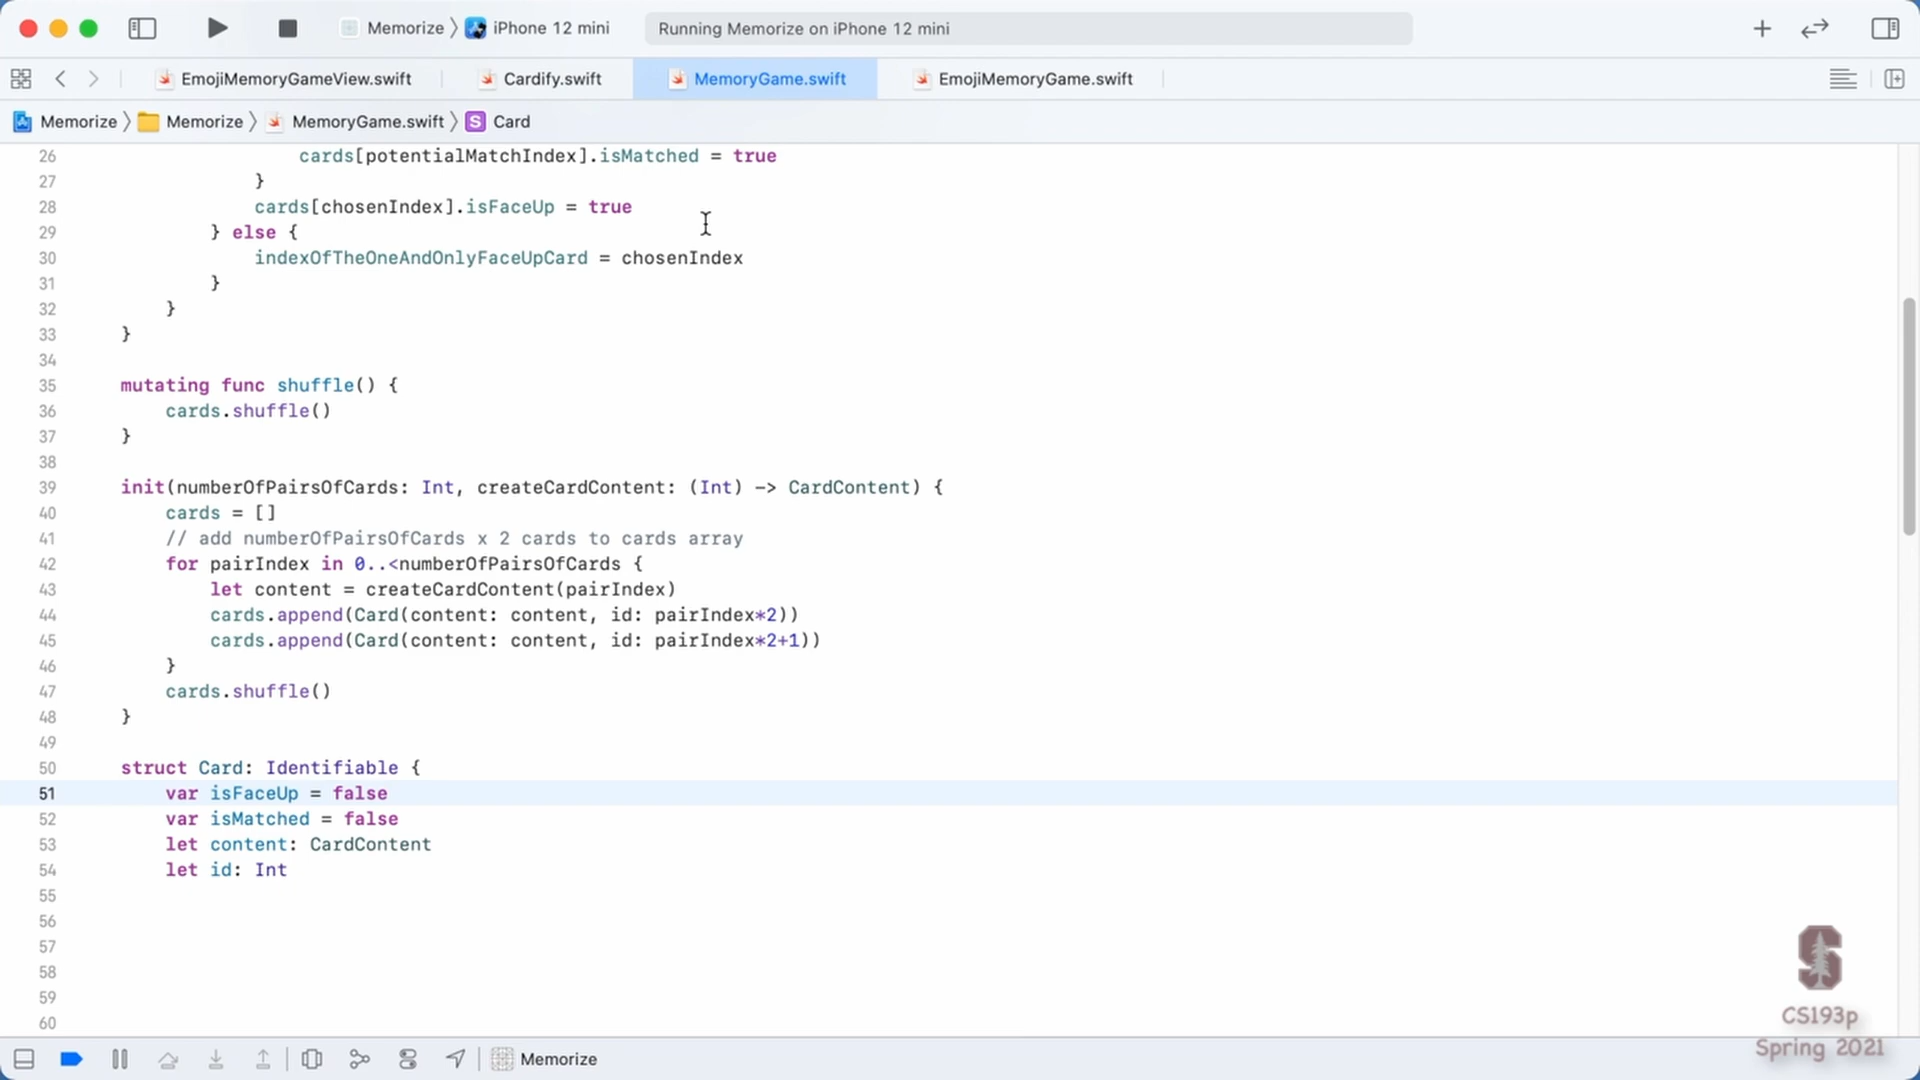 Memorize 〉 iPhone 12 mini
Running Memorize on iPhone 12 mini
EmojiMemoryGameView.swift
Cardify.swift
MemoryGame.swift
EmojiMemoryGame.swift
Memorize 〉 Memorize 〉 MemoryGame.swift 〉 S Card
26 cards[potentialMatchIndex].isMatched = true
27 }
28 cards[chosenIndex].isFaceUp = true
29 } else {
30 indexOfTheOneAndOnlyFaceUpCard = chosenIndex
31 }
32 }
33 }
34
35 mutating func shuffle() {
36 cards.shuffle()
37 }
38
39 init(numberOfPairsOfCards: Int, createCardContent: (Int) -> CardContent) {
40 cards = []
41 // add numberOfPairsOfCards x 2 cards to cards array
42 for pairIndex in 0..<numberOfPairsOfCards {
43 let content = createCardContent(pairIndex)
44 cards.append(Card(content: content, id: pairIndex*2))
45 cards.append(Card(content: content, id: pairIndex*2+1))
46 }
47 cards.shuffle()
48 }
49
50 struct Card: Identifiable {
51 var isFaceUp = false
52 var isMatched = false
53 let content: CardContent
54 let id: Int
55
56
57
58
59
60
S
CS193p
Spring 2021
Memorize